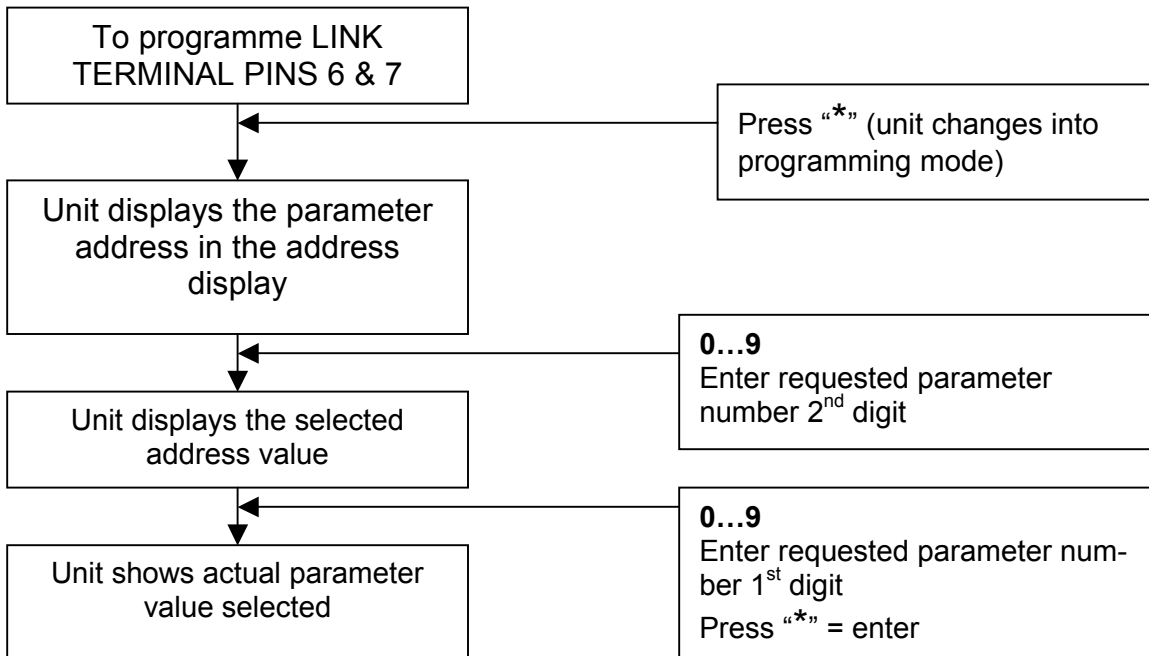 To programme LINK
TERMINAL PINS 6 & 7
Press “*” (unit changes into
programming mode)
Unit displays the parameter
address in the address
display
0…9
Enter requested parameter
number 2nd digit
Unit displays the selected
address value
0…9
Enter requested parameter num-
ber 1st digit
Press “*” = enter
Unit shows actual parameter
value selected